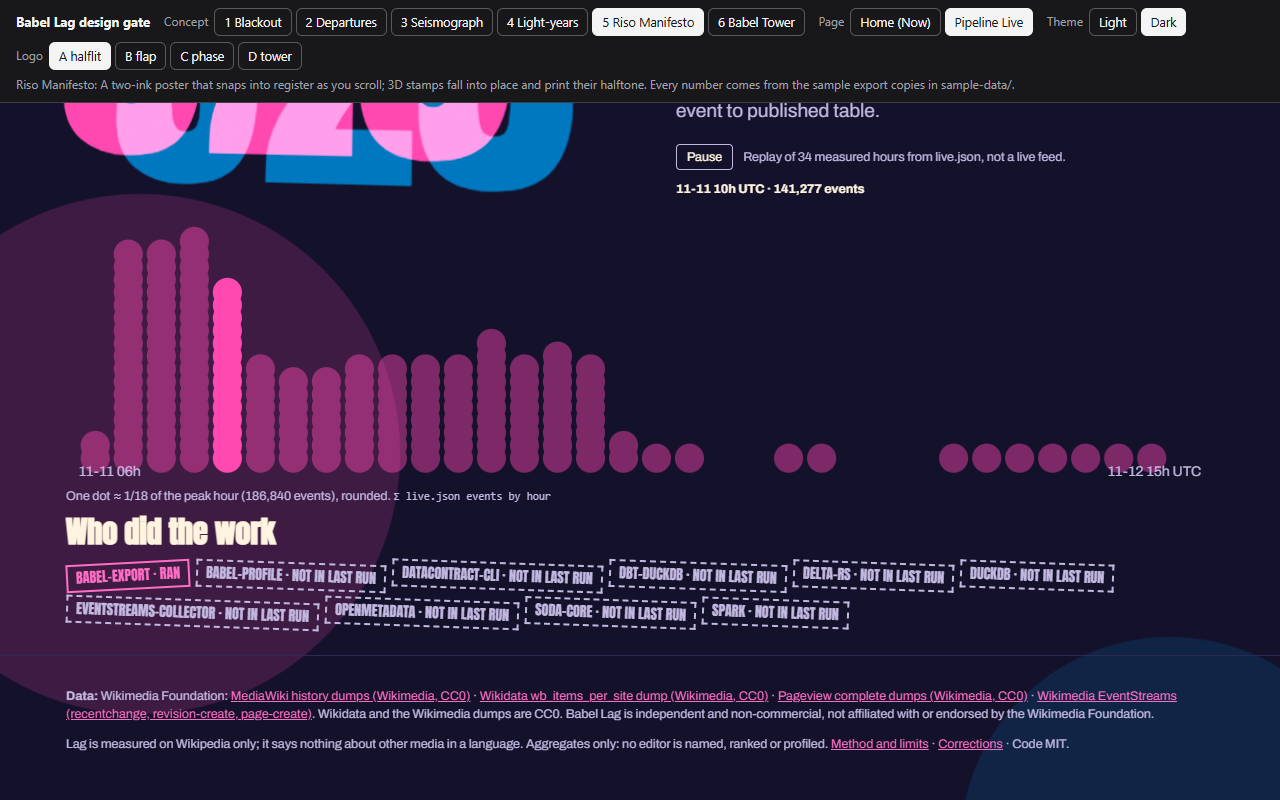 Babel Lag design gate Concept 1 Blackout 2 Departures 3 Seismograph 4 Light-years 5 Riso Manifesto 6 Babel Tower Page Home (Now) Pipeline Live Theme Light Dark
Logo A halflit B flap C phase D tower
Riso Manifesto: A two-ink poster that snaps into register as you scroll; 3D stamps fall into place and print their halftone. Every number comes from the sample export copies in sample-data/.
event to published table.
Pause Replay of 34 measured hours from live.json, not a live feed.
11-11 10h UTC · 141,277 events
11-11 06h 11-12 15h UTC
One dot ≈ 1/18 of the peak hour (186,840 events), rounded. Σ live.json events by hour
Who did the work
BABEL-EXPORT · RAN BABEL-PROFILE · NOT IN LAST RUN DATACONTRACT-CLI · NOT IN LAST RUN DBT-DUCKDB · NOT IN LAST RUN DELTA-RS · NOT IN LAST RUN DUCKDB · NOT IN LAST RUN
EVENTSTREAMS-COLLECTOR · NOT IN LAST RUN OPENMETADATA · NOT IN LAST RUN SODA-CORE · NOT IN LAST RUN SPARK · NOT IN LAST RUN
Data: Wikimedia Foundation: MediaWiki history dumps (Wikimedia, CC0) · Wikidata wb_items_per_site dump (Wikimedia, CC0) · Pageview complete dumps (Wikimedia, CC0) · Wikimedia EventStreams
(recentchange, revision-create, page-create). Wikidata and the Wikimedia dumps are CC0. Babel Lag is independent and non-commercial, not affiliated with or endorsed by the Wikimedia Foundation.
Lag is measured on Wikipedia only; it says nothing about other media in a language. Aggregates only: no editor is named, ranked or profiled. Method and limits · Corrections · Code MIT.